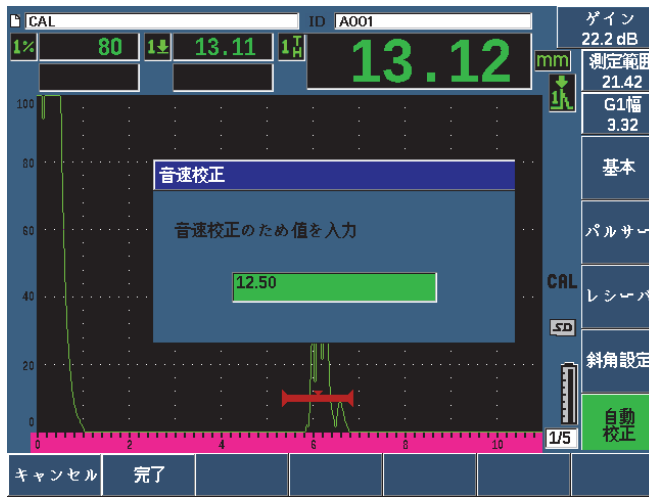 CAL
ID A001
ゲイン
22.2 dB
1% 80
1 13.11
1 T H
13.12
mm
測定範囲
21.42
1
G1幅
3.32
100
80
60
40
20
0
音速校正
音速校正のため値を入力
12.50
基本
パルサー
レシーバ
斜角設定
自動
校正
CAL
SD
1/5
0 2 4 6 8 10
キャンセル 完了